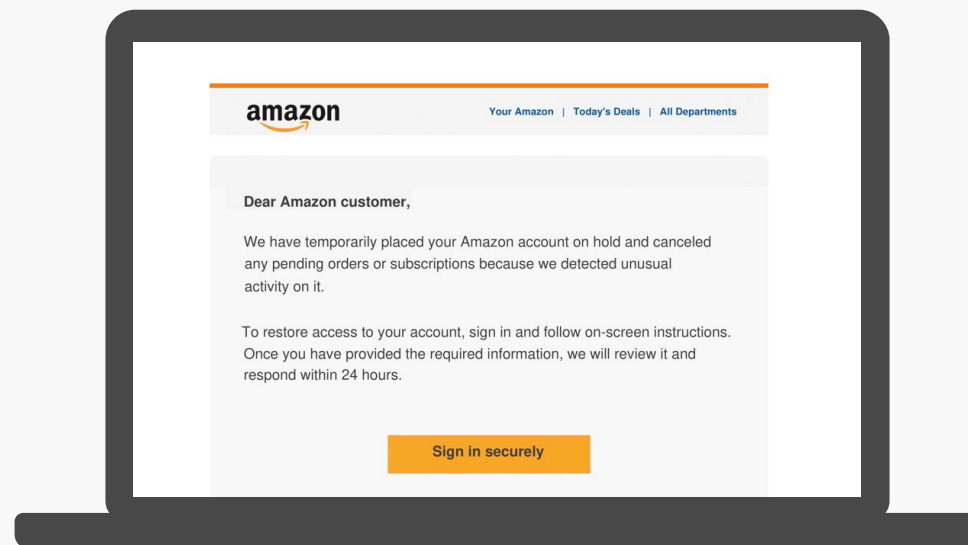 amazon
Your Amazon | Today's Deals | All Departments
Dear Amazon customer,
We have temporarily placed your Amazon account on hold and canceled
any pending orders or subscriptions because we detected unusual
activity on it.
To restore access to your account, sign in and follow on-screen instructions.
Once you have provided the required information, we will review it and
respond within 24 hours.
Sign in securely